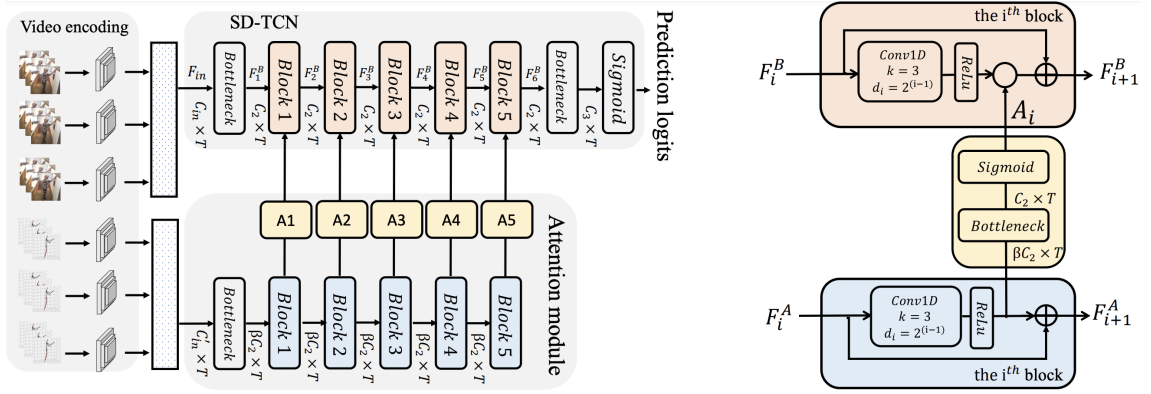 Video encoding
SD-TCN
F_in
C_in × T
Bottleneck
F_1^B
C_2 × T
Block 1
F_2^B
C_2 × T
Block 2
F_3^B
C_2 × T
Block 3
F_4^B
C_2 × T
Block 4
F_5^B
C_2 × T
Block 5
F_6^B
C_2 × T
Bottleneck
C_3 × T
Sigmoid
Prediction logits
A1
A2
A3
A4
A5
Attention module
C'_in × T
Bottleneck
βC_2 × T
Block 1
βC_2 × T
Block 2
βC_2 × T
Block 3
βC_2 × T
Block 4
βC_2 × T
Block 5
the i^th block
F_i^B
Conv1D
k = 3
d_i = 2^(i−1)
ReLu
F_{i+1}^B
A_i
Sigmoid
C_2 × T
Bottleneck
βC_2 × T
F_i^A
Conv1D
k = 3
d_i = 2^(i−1)
ReLu
F_{i+1}^A
the i^th block